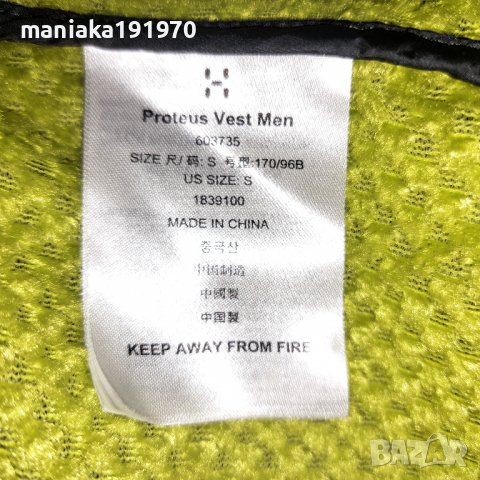 maniaka191970
H
Proteus Vest Men
603735
SIZE 尺/ 码: S 号型:170/96B
US SIZE: S
1839100
MADE IN CHINA
중국산
中国制造
中國製
中国製
KEEP AWAY FROM FIRE
BAZAR